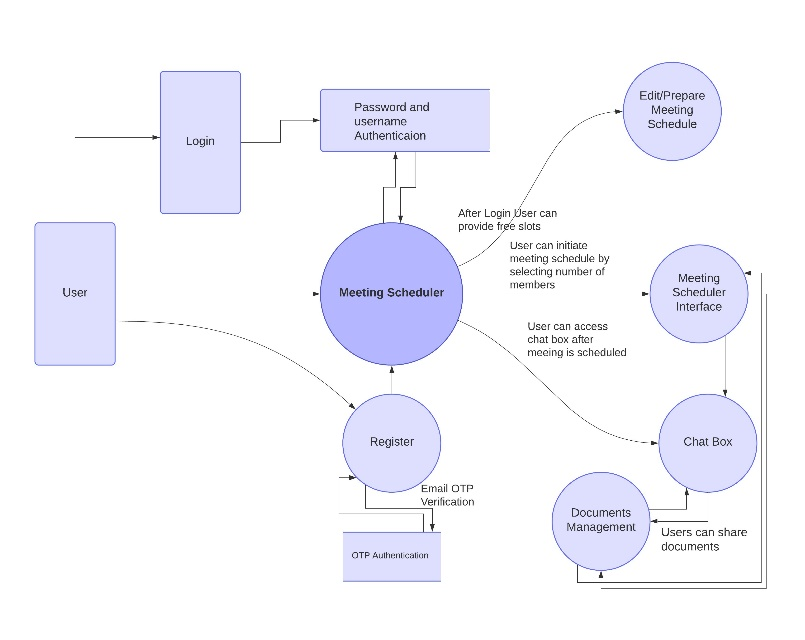 Edit/Prepare
Meeting
Schedule
Password and
username
Authenticaion
Login
After Login User can
provide free slots
User can initiate
meeting schedule by
selecting number of
members
User
Meeting Scheduler
Meeting
Scheduler
Interface
User can access
chat box after
meeing is scheduled
Register
Chat Box
Email OTP
Verification
Documents
Management
Users can share
documents
OTP Authentication